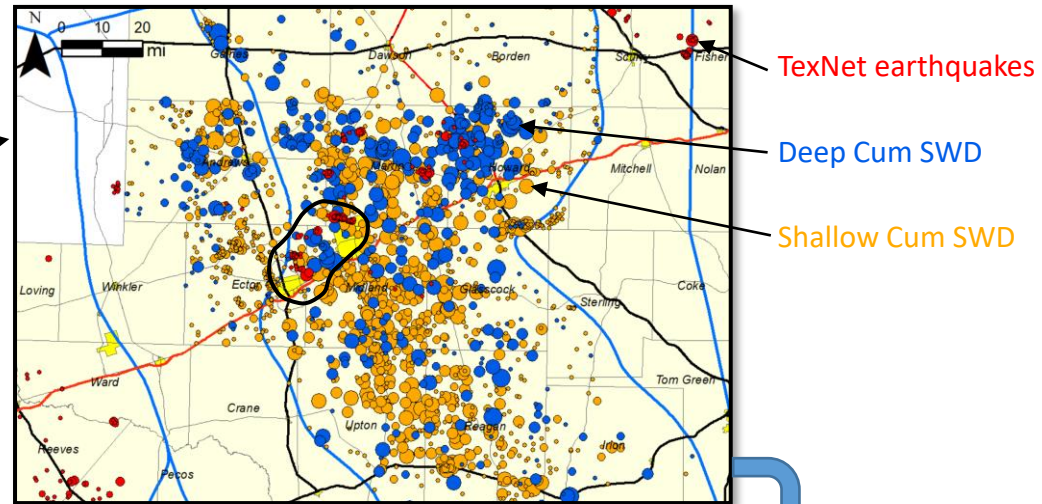 N
0 10 20
mi
Gaines
Dawson
Borden
Scurry
Fisher
TexNet earthquakes
Andrews
Martin
Howard
Mitchell
Nolan
Deep Cum SWD
Shallow Cum SWD
Loving
Winkler
Ector
Midland
Glasscock
Sterling
Coke
Ward
Crane
Upton
Reagan
Tom Green
Irion
Reeves
Pecos